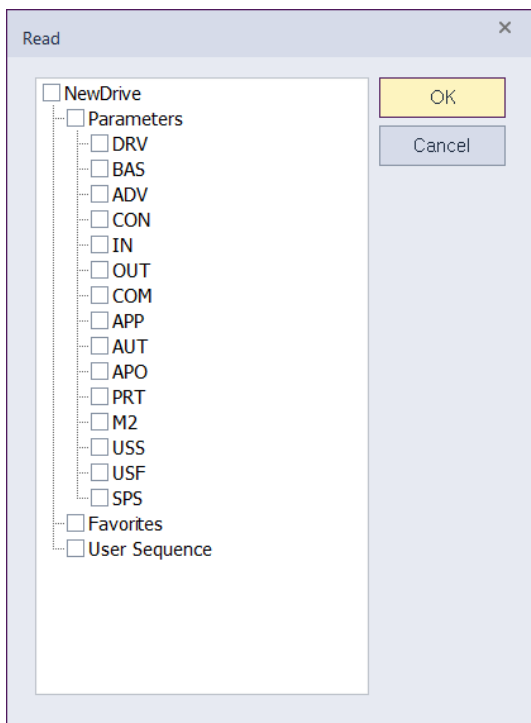 Read
NewDrive
Parameters
DRV
BAS
ADV
CON
IN
OUT
COM
APP
AUT
APO
PRT
M2
USS
USF
SPS
Favorites
User Sequence
OK
Cancel